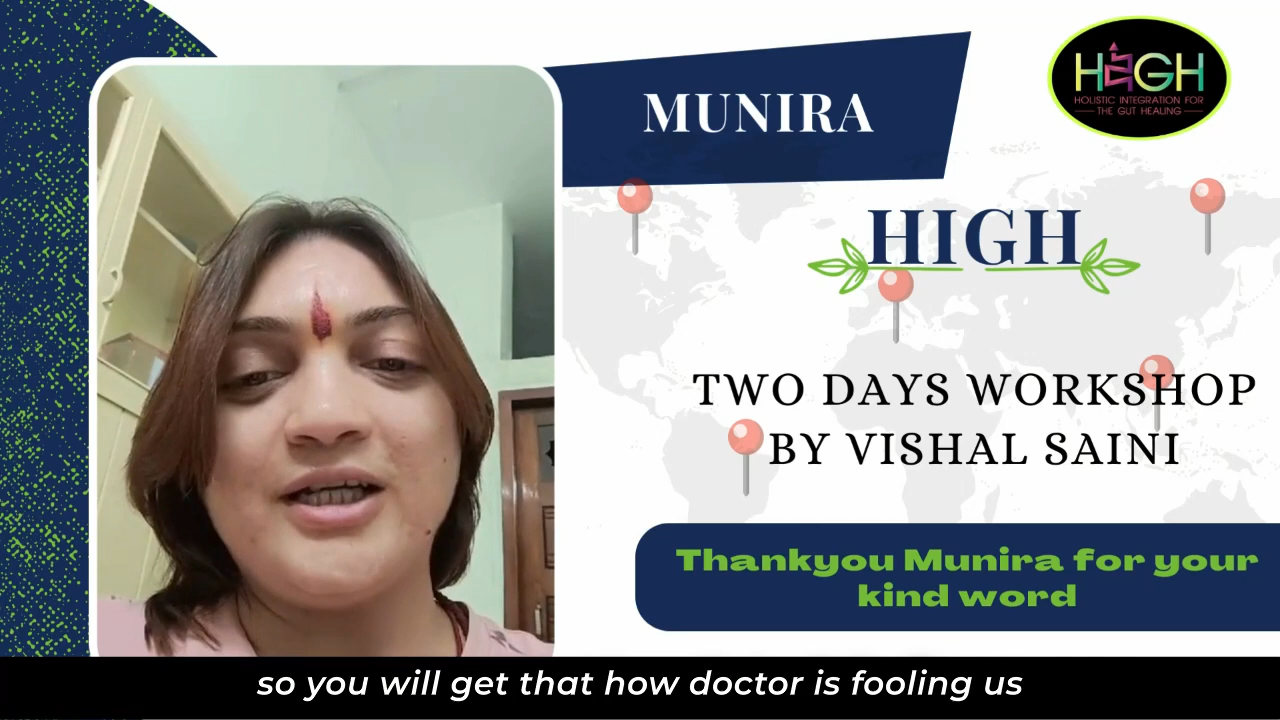 MUNIRA
HIGH
HOLISTIC INTEGRATION FOR
THE GUT HEALING
HIGH
TWO DAYS WORKSHOP
BY VISHAL SAINI
Thankyou Munira for your
kind word
so you will get that how doctor is fooling us